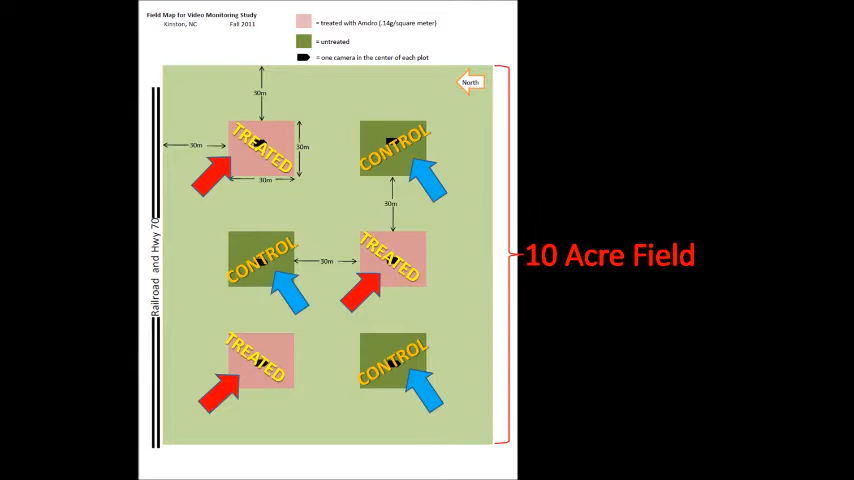 Field Map for Video Monitoring Study
Kinston, NC Fall 2011
= treated with Amdro (.14g/square meter)
= untreated
= one camera in the center of each plot
North
30m
TREATED
CONTROL
30m
30m
30m
30m
Railroad and Hwy 70
CONTROL
30m
TREATED
10 Acre Field
TREATED
CONTROL